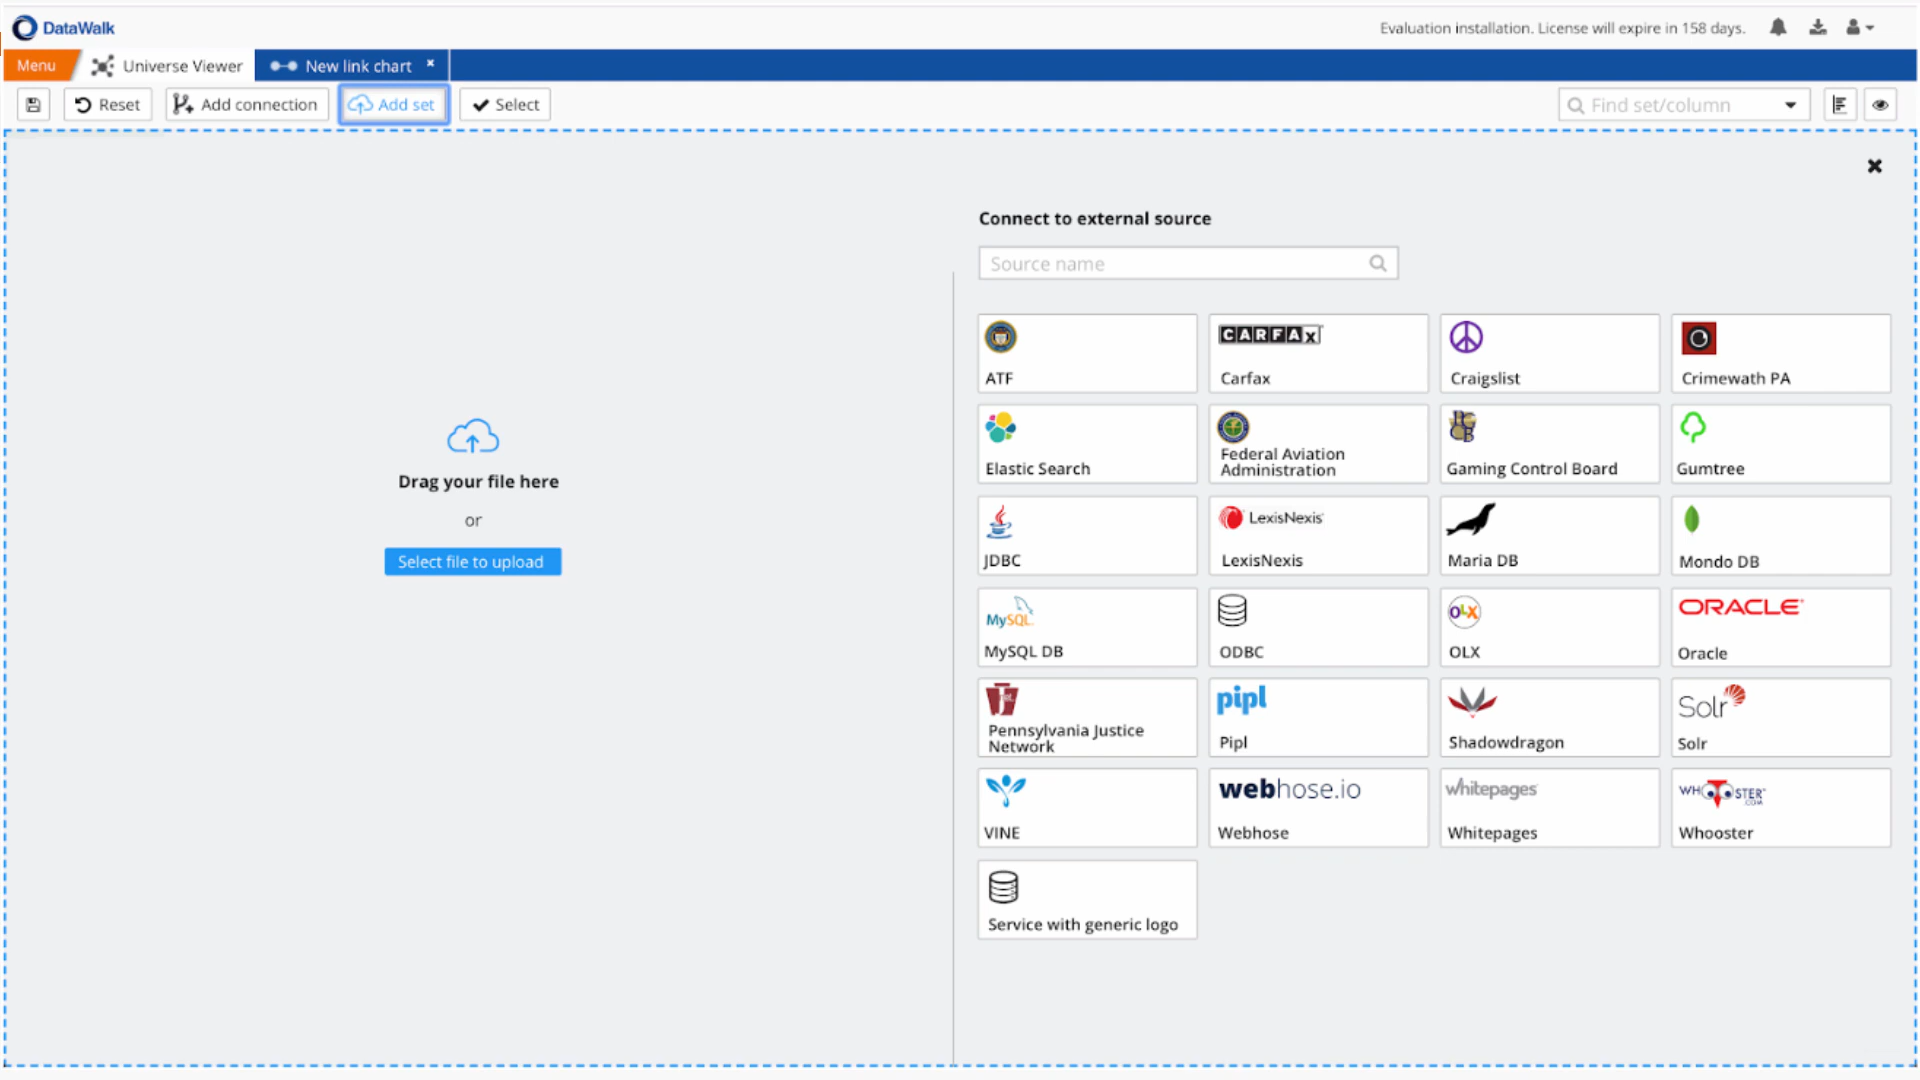 DataWalk
Evaluation installation. License will expire in 158 days.
Menu
Universe Viewer
New link chart
Reset
Add connection
Add set
Select
Find set/column
Connect to external source
Source name
Drag your file here
or
Select file to upload
ATF
CARFAX
Carfax
Craigslist
Crimewath PA
Elastic Search
Federal Aviation
Administration
Gaming Control Board
Gumtree
JDBC
LexisNexis
LexisNexis
Maria DB
Mondo DB
MySQL
MySQL DB
ODBC
OLX
OLX
ORACLE
Oracle
Pennsylvania Justice
Network
pipl
Pipl
Shadowdragon
Solr
Solr
VINE
webhose.io
Webhose
whitepages
Whitepages
WHOOSTER
.COM
Whooster
Service with generic logo